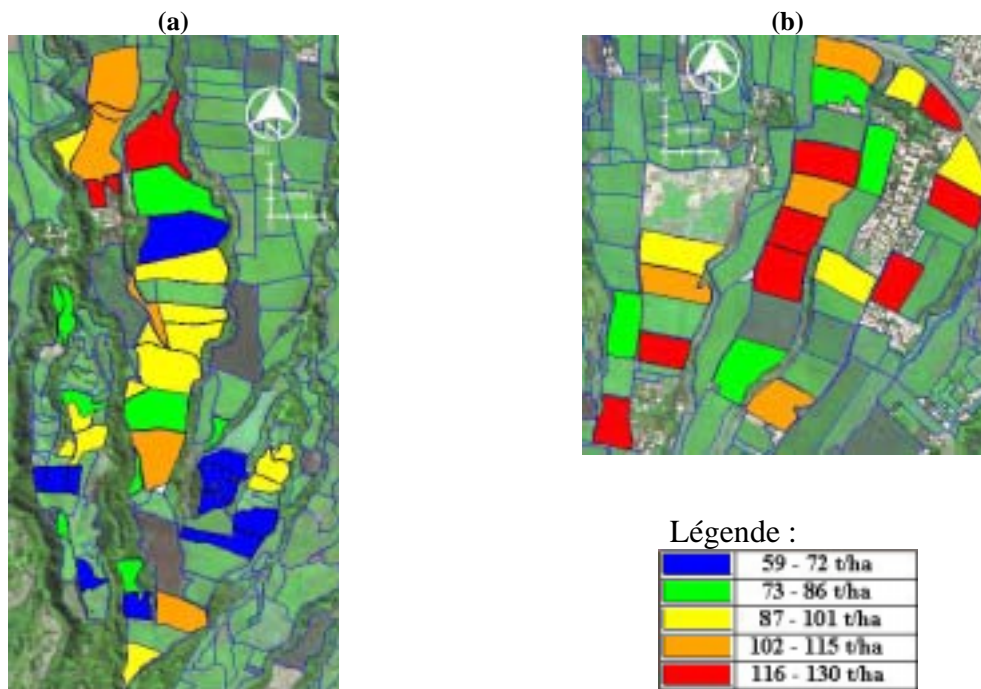 (a)
(b)
N
N
Légende :
59 - 72 t/ha
73 - 86 t/ha
87 - 101 t/ha
102 - 115 t/ha
116 - 130 t/ha